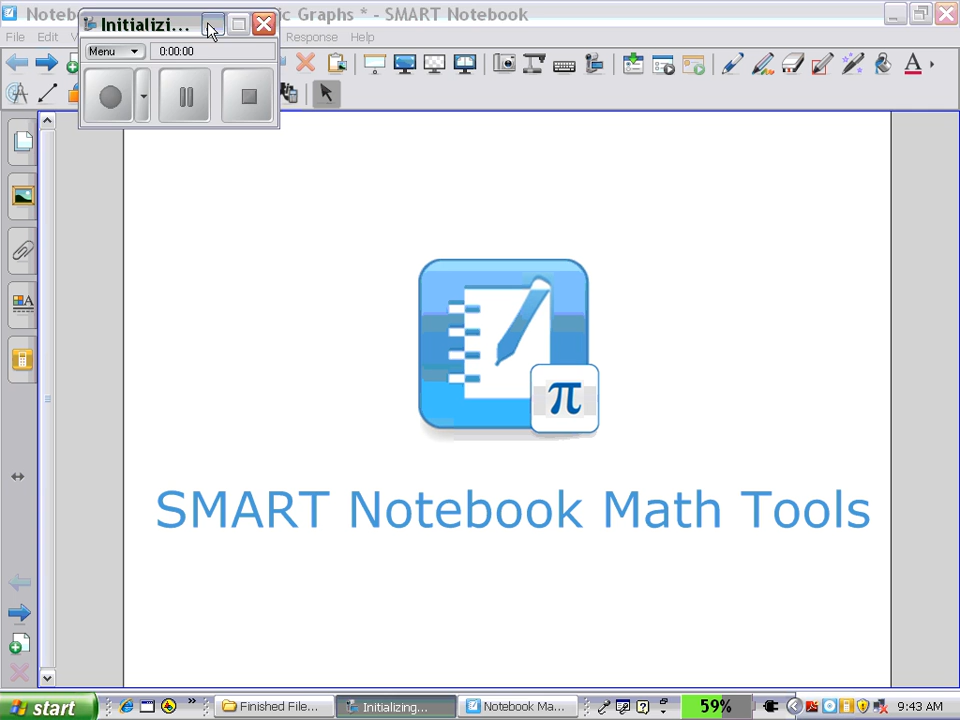 Noteb
ic Graphs * - SMART Notebook
Initializi...
File Edit V
Response Help
Menu 0:00:00
π
SMART Notebook Math Tools
start
Finished File...
Initializing...
Notebook Ma...
59%
9:43 AM